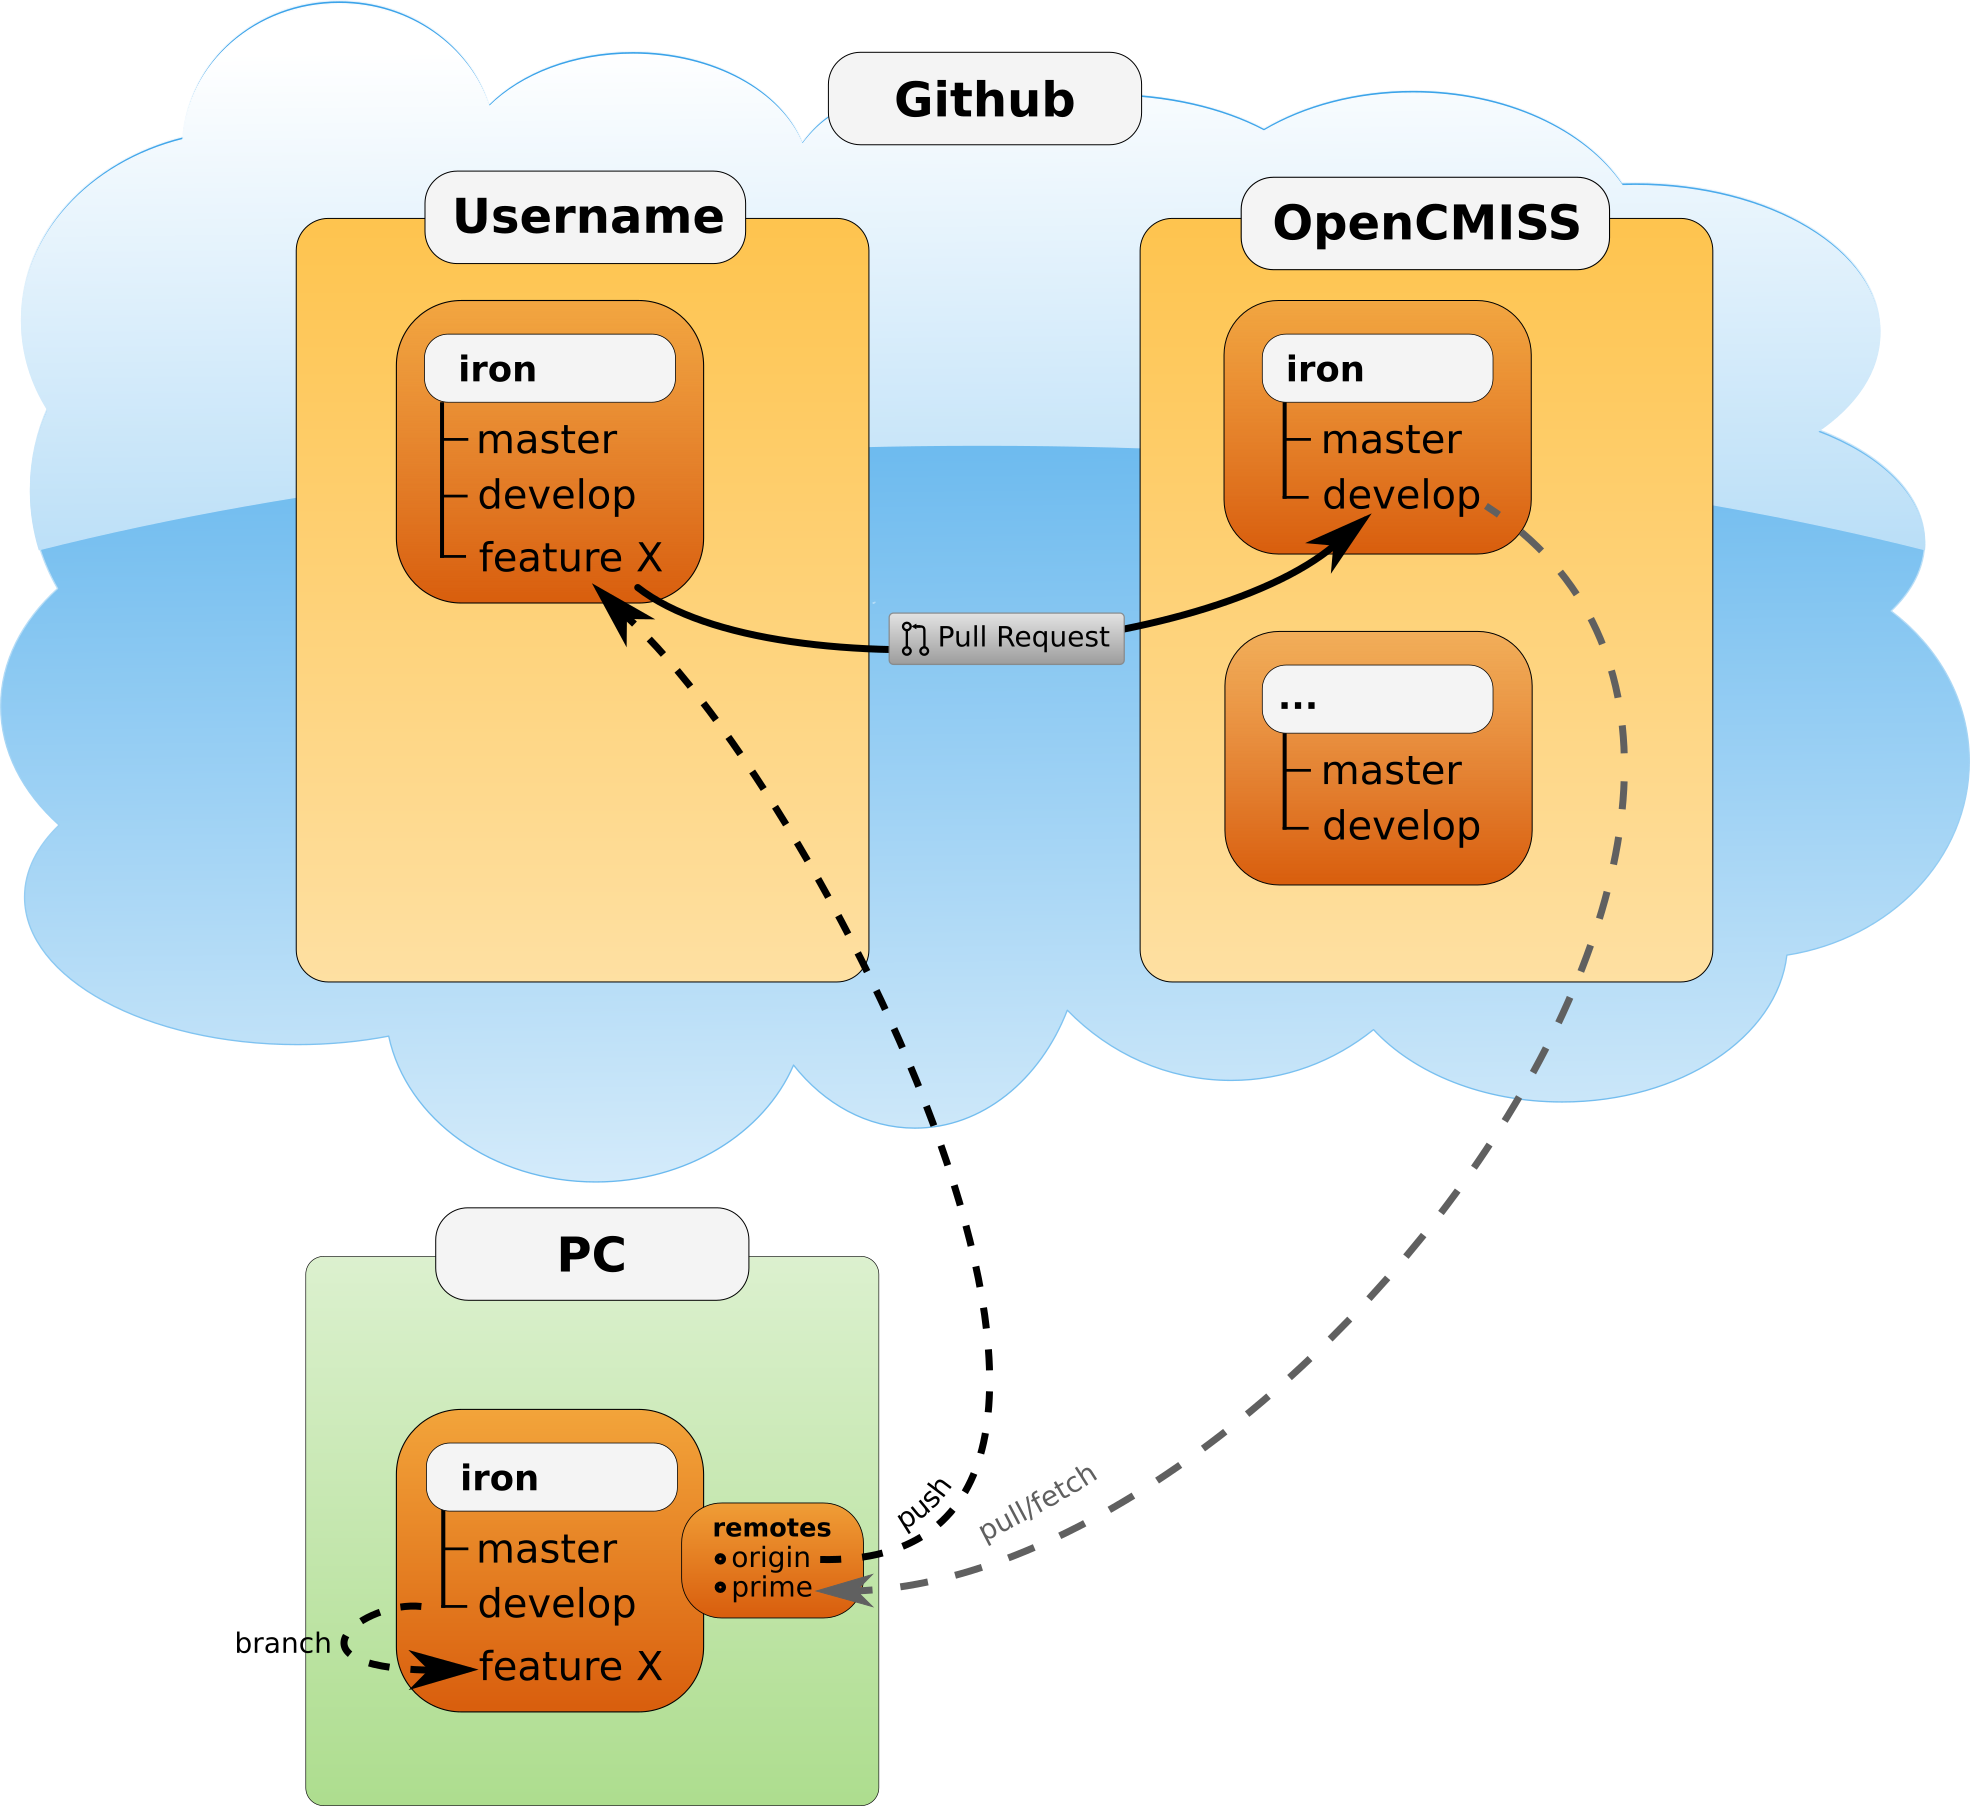 Github
Username
iron
master
develop
feature X
OpenCMISS
iron
master
develop
Pull Request
...
master
develop
PC
iron
master
develop
feature X
branch
remotes
origin
prime
push
pull/fetch